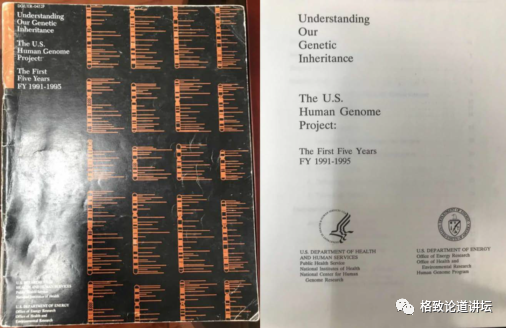 Understanding
Our Genetic
Inheritance
The U.S.
Human Genome
Project:
The First
Five Years
FY 1991-1995
U.S. DEPARTMENT OF ENERGY
Office of Energy Research
Office of Health and
Environmental Research
Understanding
Our
Genetic
Inheritance
The U.S.
Human Genome
Project:
The First Five Years
FY 1991-1995
U.S. DEPARTMENT OF HEALTH
AND HUMAN SERVICES
Public Health Service
National Institutes of Health
National Center for Human
Genome Research
U.S. DEPARTMENT OF ENERGY
Office of Energy Research
Office of Health and
Environmental Research
Human Genome Program
格致论道讲坛